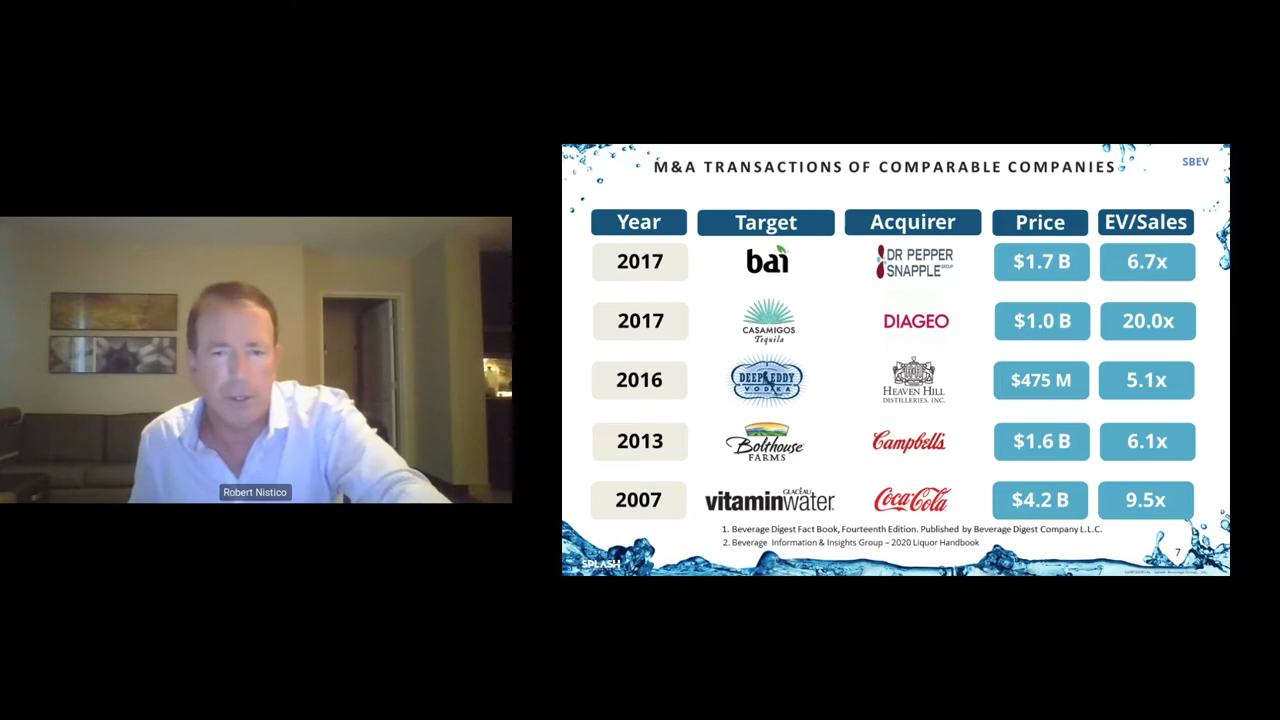 Robert Nistico
M&A TRANSACTIONS OF COMPARABLE COMPANIES
SBEV
Year Target Acquirer Price EV/Sales
2017 bai DR PEPPER SNAPPLE GROUP $1.7 B 6.7x
2017 CASAMIGOS Tequila DIAGEO $1.0 B 20.0x
2016 DEEP EDDY VODKA HEAVEN HILL DISTILLERIES, INC. $475 M 5.1x
2013 Bolthouse FARMS Campbell's $1.6 B 6.1x
2007 GLACÉAU vitaminwater Coca-Cola $4.2 B 9.5x
1. Beverage Digest Fact Book, Fourteenth Edition. Published by Beverage Digest Company L.L.C.
2. Beverage Information & Insights Group – 2020 Liquor Handbook
7
SPLASH